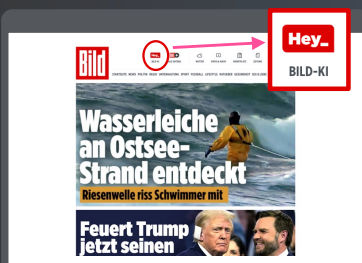 Hey_
BILD-KI
Bild
Hey_
Wasserleiche
an Ostsee-
Strand entdeckt
Riesenwelle riss Schwimmer mit
Feuert Trump
jetzt seinen